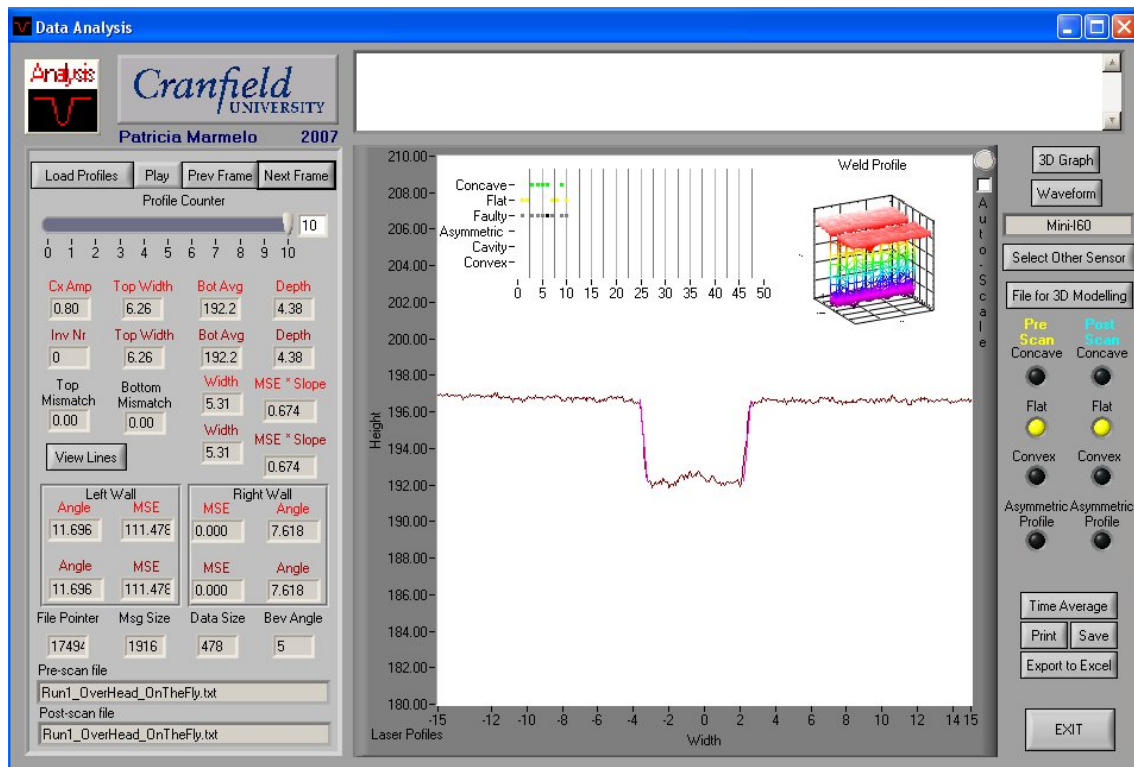 Data Analysis
Analysis
Cranfield
UNIVERSITY
Patricia Marmelo 2007
Load Profiles Play Prev Frame Next Frame
Profile Counter
10
0 1 2 3 4 5 6 7 8 9 10
Cx Amp Top Width Bot Avg Depth
0.80 6.26 192.2 4.38
Inv Nr Top Width Bot Avg Depth
0 6.26 192.2 4.38
Top Mismatch Bottom Mismatch Width MSE * Slope
0.00 0.00 5.31 0.674
Width MSE * Slope
5.31 0.674
View Lines
Left Wall Right Wall
Angle MSE MSE Angle
11.696 111.478 0.000 7.618
Angle MSE MSE Angle
11.696 111.478 0.000 7.618
File Pointer Msg Size Data Size Bev Angle
17494 1916 478 5
Pre-scan file
Run1_OverHead_OnTheFly.txt
Post-scan file
Run1_OverHead_OnTheFly.txt
210.00
208.00
206.00
204.00
202.00
200.00
198.00
196.00
194.00
192.00
190.00
188.00
186.00
184.00
182.00
180.00
Height
Concave
Flat
Faulty
Asymmetric
Cavity
Convex
0 5 10 15 20 25 30 35 40 45 50
Weld Profile
Auto-Scale
-15 -12 -10 -8 -6 -4 -2 0 2 4 6 8 10 12 14 15
Laser Pofiles
Width
3D Graph
Waveform
Mini-I60
Select Other Sensor
File for 3D Modelling
Pre Scan Post Scan
Concave Concave
Flat Flat
Convex Convex
Asymmetric Profile Asymmetric Profile
Time Average
Print Save
Export to Excel
EXIT